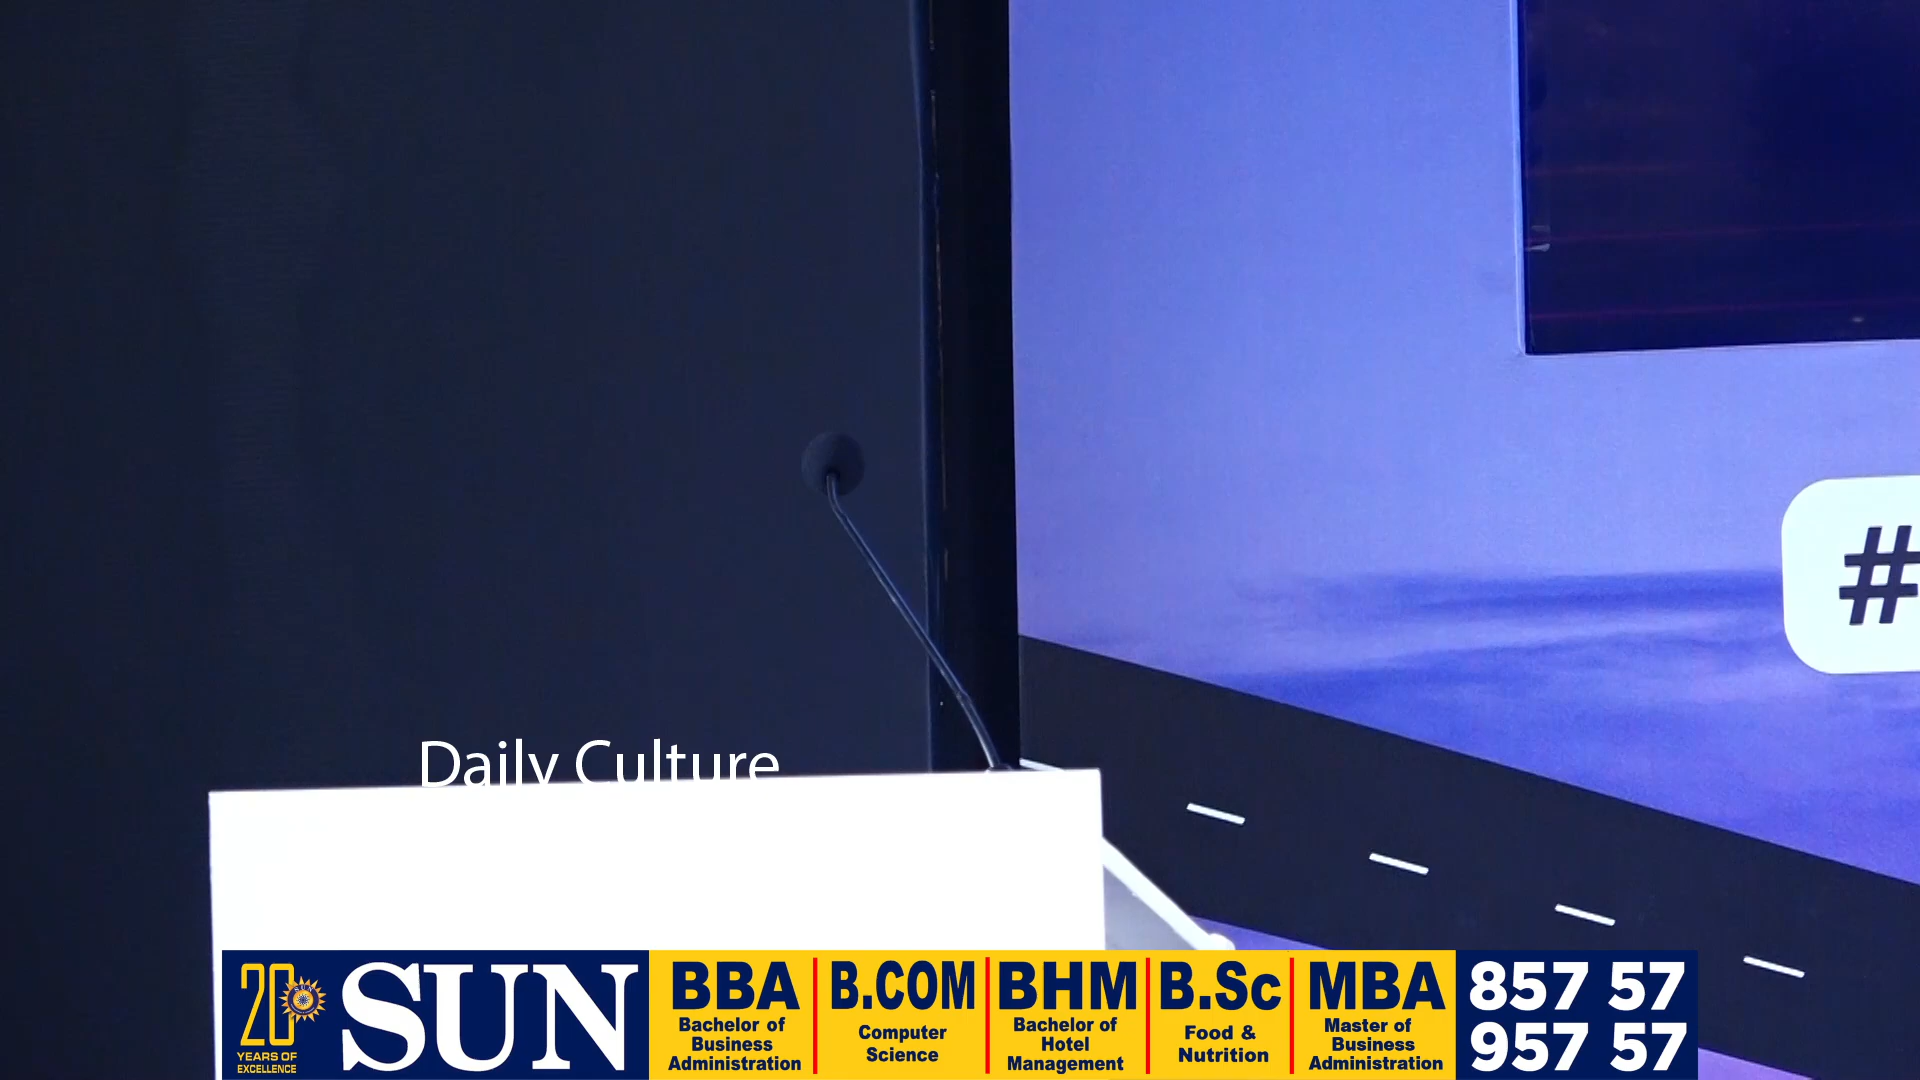 #
Daily Culture
20
YEARS OF
EXCELLENCE
SUN
BBA
Bachelor of
Business
Administration
B.COM
Computer
Science
BHM
Bachelor of
Hotel
Management
B.Sc
Food &
Nutrition
MBA
Master of
Business
Administration
857 57
957 57